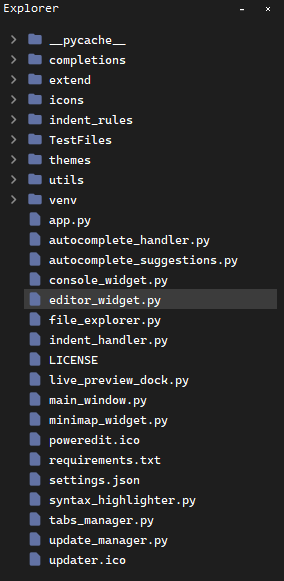 Explorer
__pycache__
completions
extend
icons
indent_rules
TestFiles
themes
utils
venv
app.py
autocomplete_handler.py
autocomplete_suggestions.py
console_widget.py
editor_widget.py
file_explorer.py
indent_handler.py
LICENSE
live_preview_dock.py
main_window.py
minimap_widget.py
poweredit.ico
requirements.txt
settings.json
syntax_highlighter.py
tabs_manager.py
update_manager.py
updater.ico